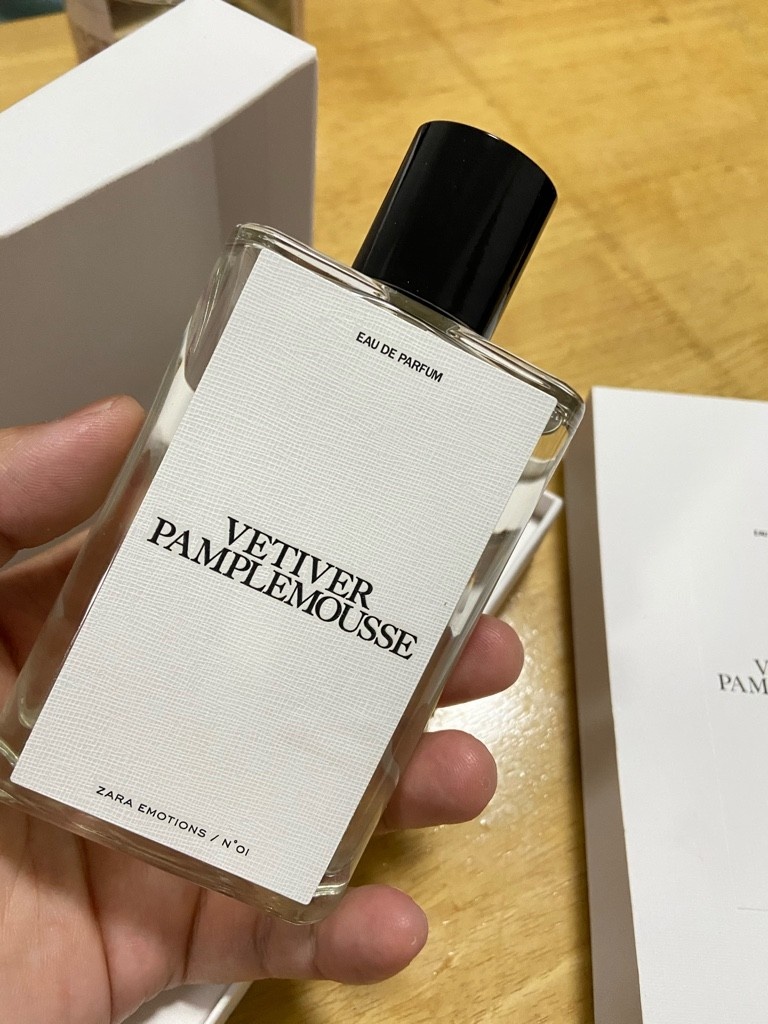 EAU DE PARFUM
VETIVER
PAMPLEMOUSSE
ZARA EMOTIONS / N°01